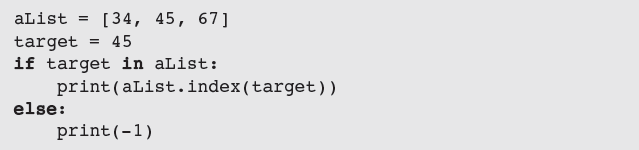 aList = [34, 45, 67]
target = 45
if target in aList:
    print(aList.index(target))
else:
    print(-1)